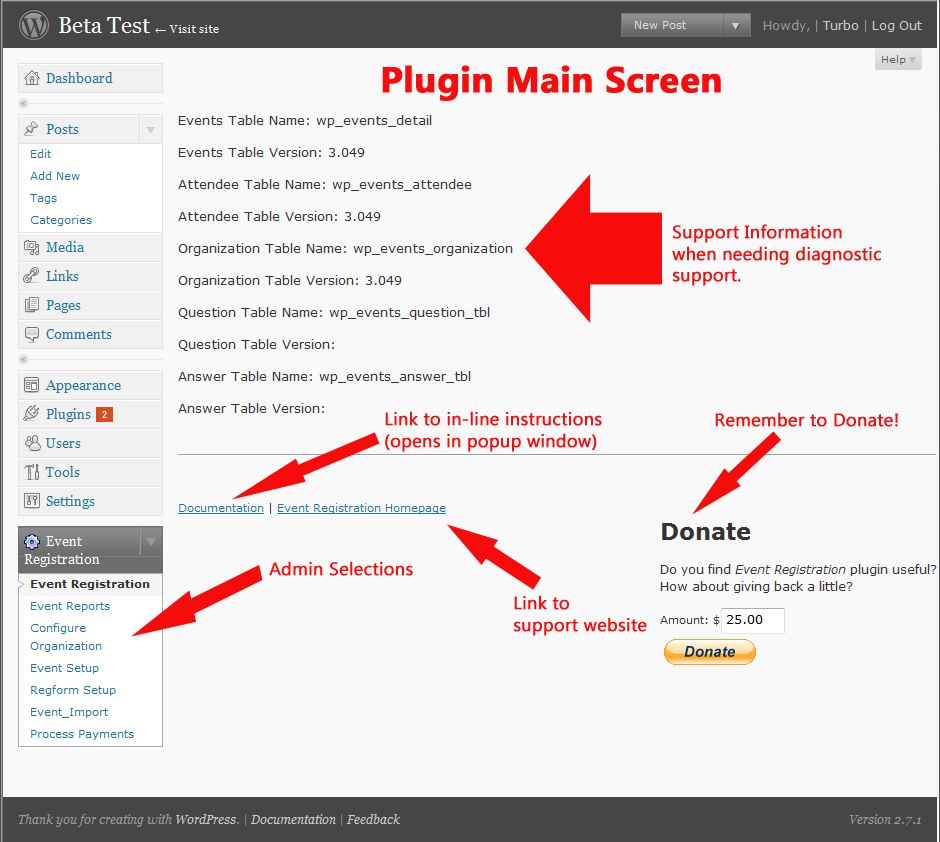 Beta Test ← Visit site
New Post
Howdy, | Turbo | Log Out
Help
Dashboard
Posts
Edit
Add New
Tags
Categories
Media
Links
Pages
Comments
Appearance
Plugins 2
Users
Tools
Settings
Event
Registration
Event Registration
Event Reports
Configure
Organization
Event Setup
Regform Setup
Event_Import
Process Payments
Plugin Main Screen
Events Table Name: wp_events_detail
Events Table Version: 3.049
Attendee Table Name: wp_events_attendee
Attendee Table Version: 3.049
Organization Table Name: wp_events_organization
Organization Table Version: 3.049
Question Table Name: wp_events_question_tbl
Question Table Version:
Answer Table Name: wp_events_answer_tbl
Answer Table Version:
Support Information
when needing diagnostic
support.
Link to in-line instructions
(opens in popup window)
Remember to Donate!
Documentation | Event Registration Homepage
Admin Selections
Link to
support website
Donate
Do you find Event Registration plugin useful?
How about giving back a little?
Amount: $ 25.00
Donate
Thank you for creating with WordPress. | Documentation | Feedback
Version 2.7.1